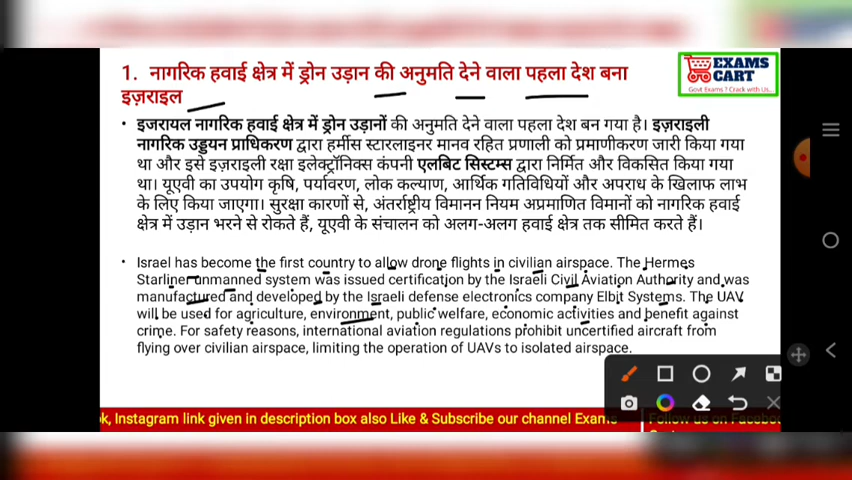 1. नागरिक हवाई क्षेत्र में ड्रोन उड़ान की अनुमति देने वाला पहला देश बना
इज़राइल
EXAMS
CART
Govt Exams ? Crack with Us..
• इजरायल नागरिक हवाई क्षेत्र में ड्रोन उड़ानों की अनुमति देने वाला पहला देश बन गया है। इज़राइली
नागरिक उड्डयन प्राधिकरण द्वारा हर्मीस स्टारलाइनर मानव रहित प्रणाली को प्रमाणीकरण जारी किया गया
था और इसे इज़राइली रक्षा इलेक्ट्रॉनिक्स कंपनी एलबिट सिस्टम्स द्वारा निर्मित और विकसित किया गया
था। यूएवी का उपयोग कृषि, पर्यावरण, लोक कल्याण, आर्थिक गतिविधियों और अपराध के खिलाफ लाभ
के लिए किया जाएगा। सुरक्षा कारणों से, अंतर्राष्ट्रीय विमानन नियम अप्रमाणित विमानों को नागरिक हवाई
क्षेत्र में उड़ान भरने से रोकते हैं, यूएवी के संचालन को अलग-अलग हवाई क्षेत्र तक सीमित करते हैं।
• Israel has become the first country to allow drone flights in civilian airspace. The Hermes
Starliner unmanned system was issued certification by the Israeli Civil Aviation Authority and was
manufactured and developed by the Israeli defense electronics company Elbit Systems. The UAV
will be used for agriculture, environment, public welfare, economic activities and benefit against
crime. For safety reasons, international aviation regulations prohibit uncertified aircraft from
flying over civilian airspace, limiting the operation of UAVs to isolated airspace.
k, Instagram link given in description box also Like & Subscribe our channel Exams
Follow us on Facebo